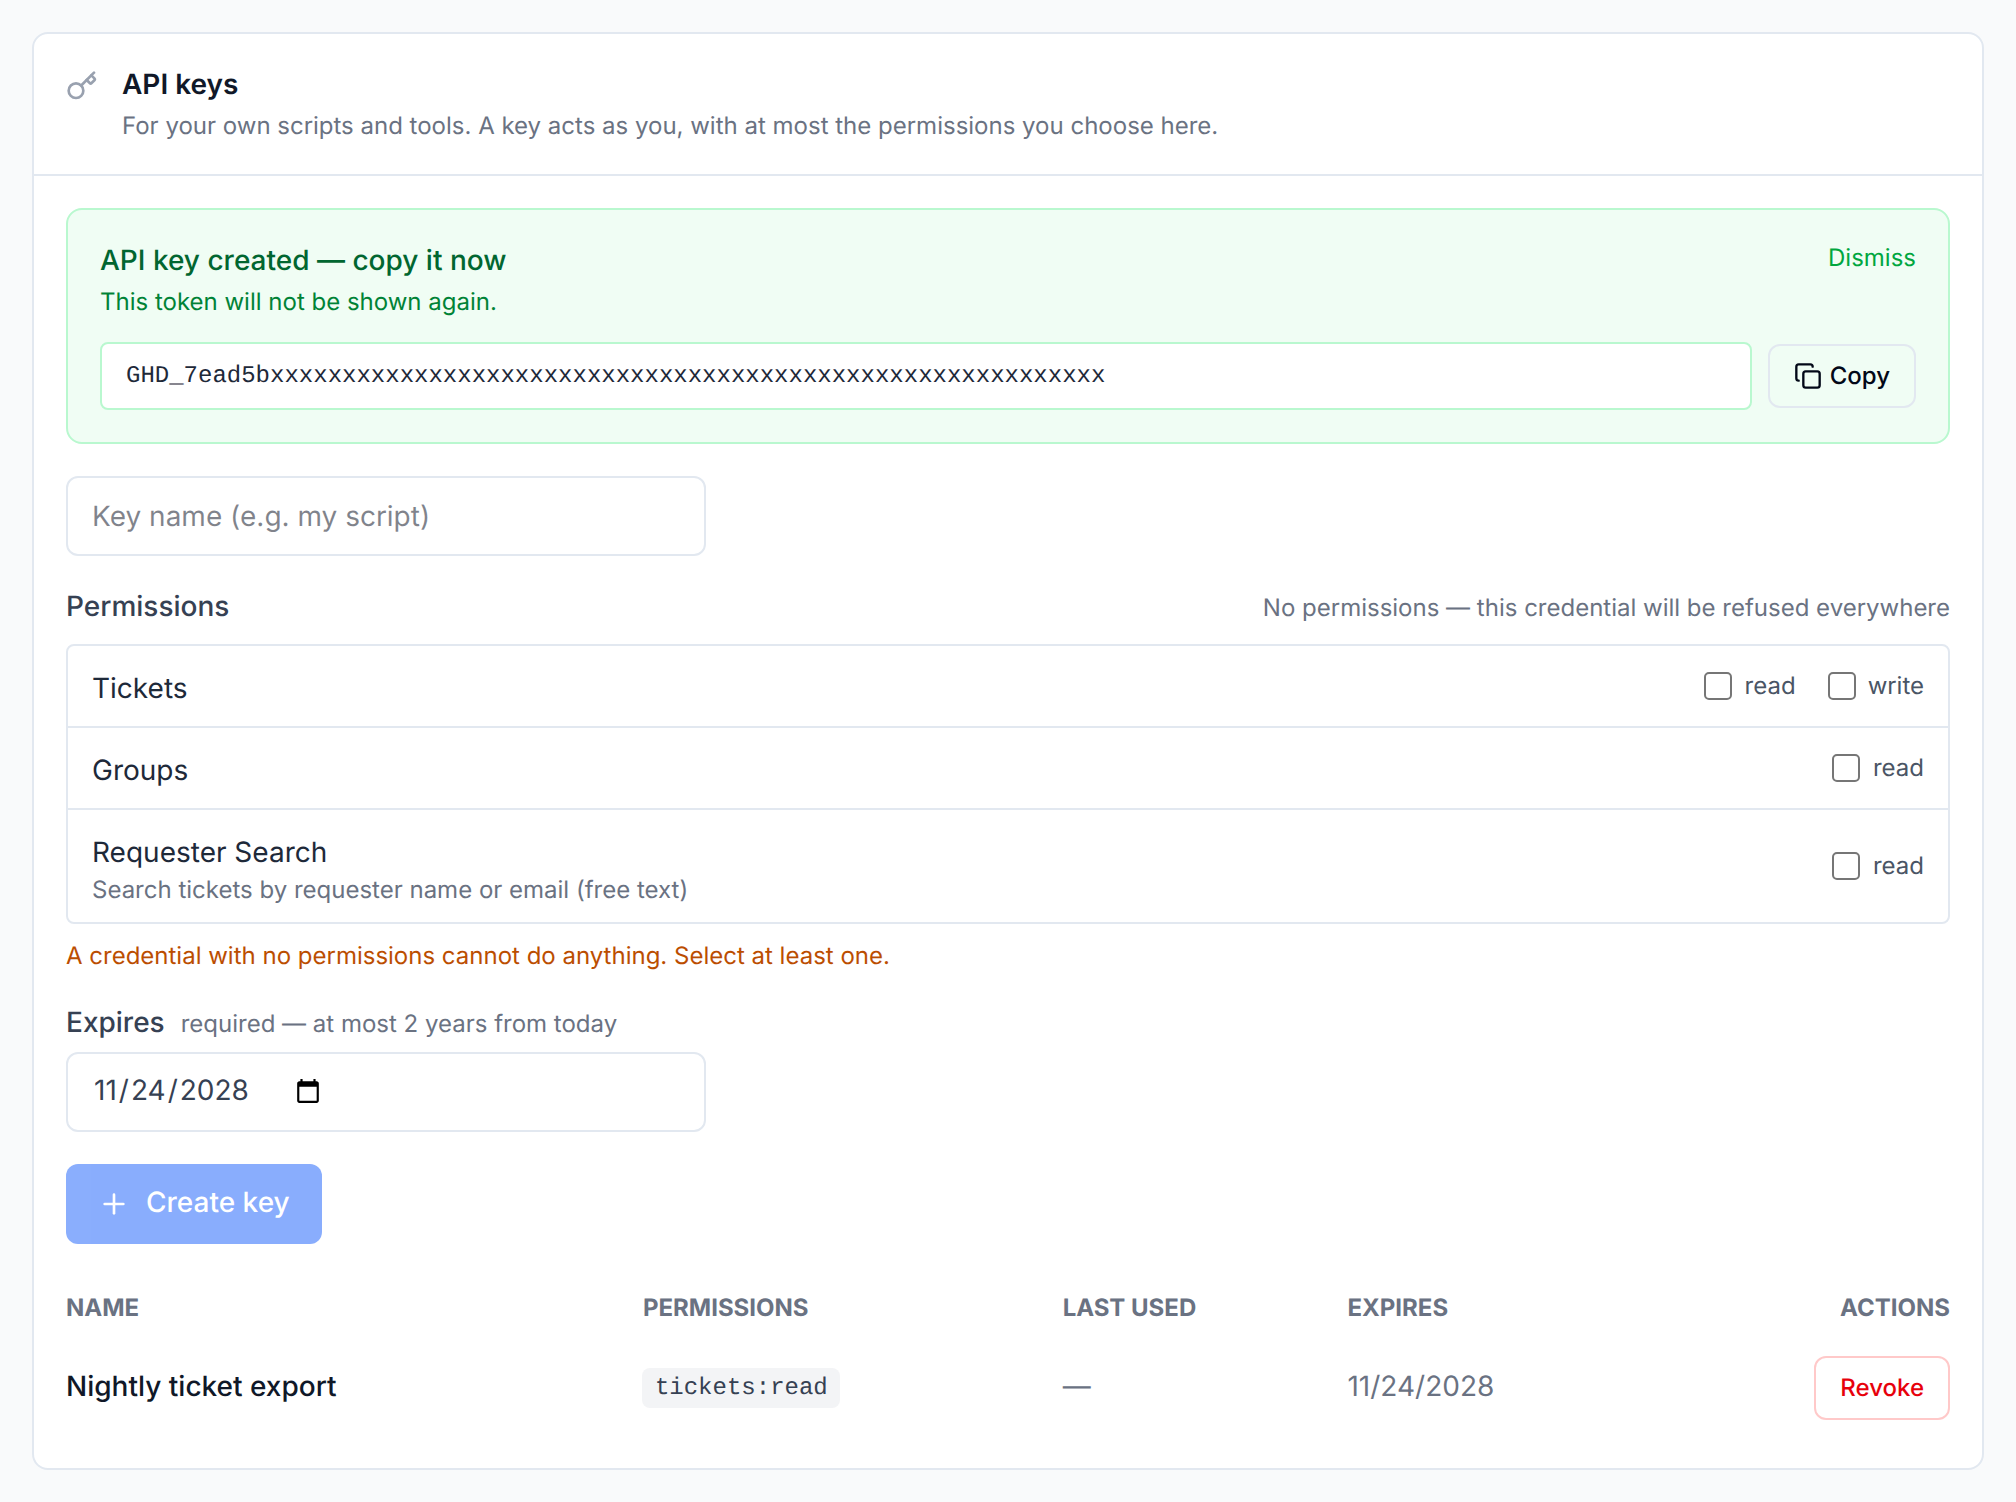 API keys
For your own scripts and tools. A key acts as you, with at most the permissions you choose here.
API key created — copy it now
Dismiss
This token will not be shown again.
GHD_7ead5bxxxxxxxxxxxxxxxxxxxxxxxxxxxxxxxxxxxxxxxxxxxxxxxxxxxxxxxxxx
Copy
Key name (e.g. my script)
Permissions
No permissions — this credential will be refused everywhere
Tickets
read
write
Groups
read
Requester Search
Search tickets by requester name or email (free text)
read
A credential with no permissions cannot do anything. Select at least one.
Expires required — at most 2 years from today
11/24/2028
Create key
NAME PERMISSIONS LAST USED EXPIRES ACTIONS
Nightly ticket export tickets:read — 11/24/2028 Revoke